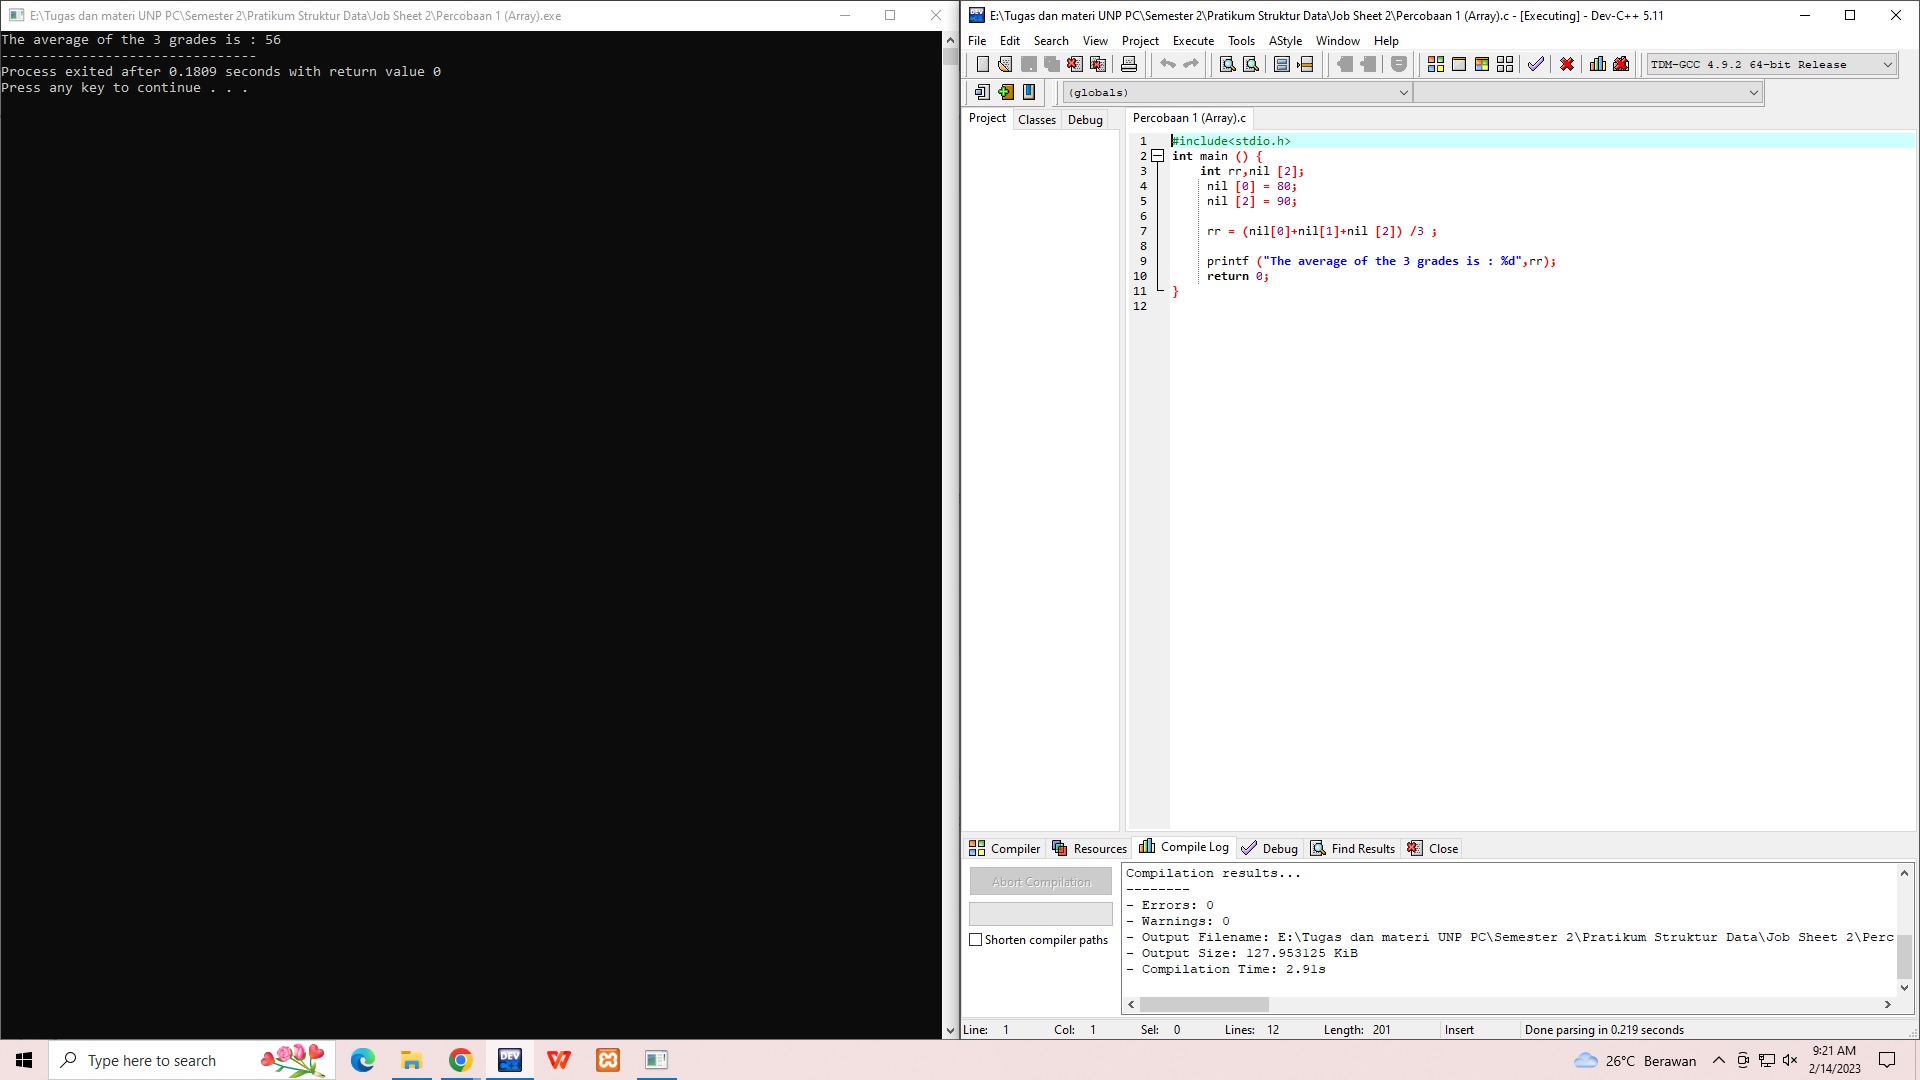 E:\Tugas dan materi UNP PC\Semester 2\Pratikum Struktur Data\Job Sheet 2\Percobaan 1 (Array).exe
The average of the 3 grades is : 56
--------------------------------
Process exited after 0.1809 seconds with return value 0
Press any key to continue . . .
E:\Tugas dan materi UNP PC\Semester 2\Pratikum Struktur Data\Job Sheet 2\Percobaan 1 (Array).c - [Executing] - Dev-C++ 5.11
File Edit Search View Project Execute Tools AStyle Window Help
TDM-GCC 4.9.2 64-bit Release
(globals)
Project Classes Debug
Percobaan 1 (Array).c
1 #include<stdio.h>
2 int main () {
3 int rr,nil [2];
4 nil [0] = 80;
5 nil [2] = 90;
6
7 rr = (nil[0]+nil[1]+nil [2]) /3 ;
8
9 printf ("The average of the 3 grades is : %d",rr);
10 return 0;
11 }
12
Compiler Resources Compile Log Debug Find Results Close
Abort Compilation
Shorten compiler paths
Compilation results...
--------
- Errors: 0
- Warnings: 0
- Output Filename: E:\Tugas dan materi UNP PC\Semester 2\Pratikum Struktur Data\Job Sheet 2\Perc
- Output Size: 127.953125 KiB
- Compilation Time: 2.91s
Line: 1 Col: 1 Sel: 0 Lines: 12 Length: 201 Insert Done parsing in 0.219 seconds
Type here to search
DEV
26°C Berawan
9:21 AM
2/14/2023